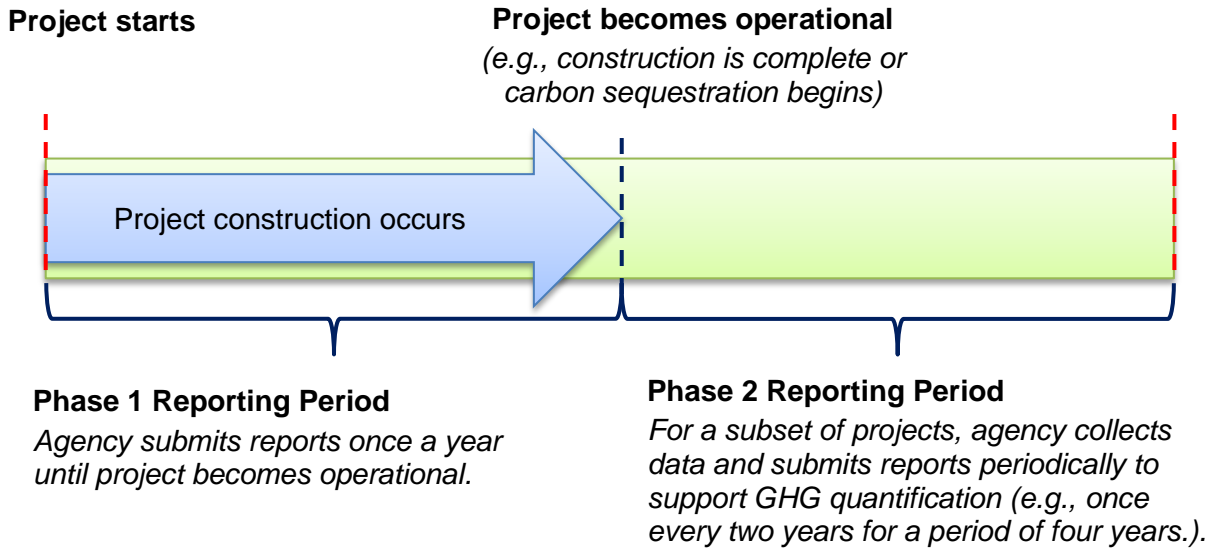 Project starts
Project becomes operational
(e.g., construction is complete or
carbon sequestration begins)
Project construction occurs
Phase 1 Reporting Period
Agency submits reports once a year
until project becomes operational.
Phase 2 Reporting Period
For a subset of projects, agency collects
data and submits reports periodically to
support GHG quantification (e.g., once
every two years for a period of four years.).